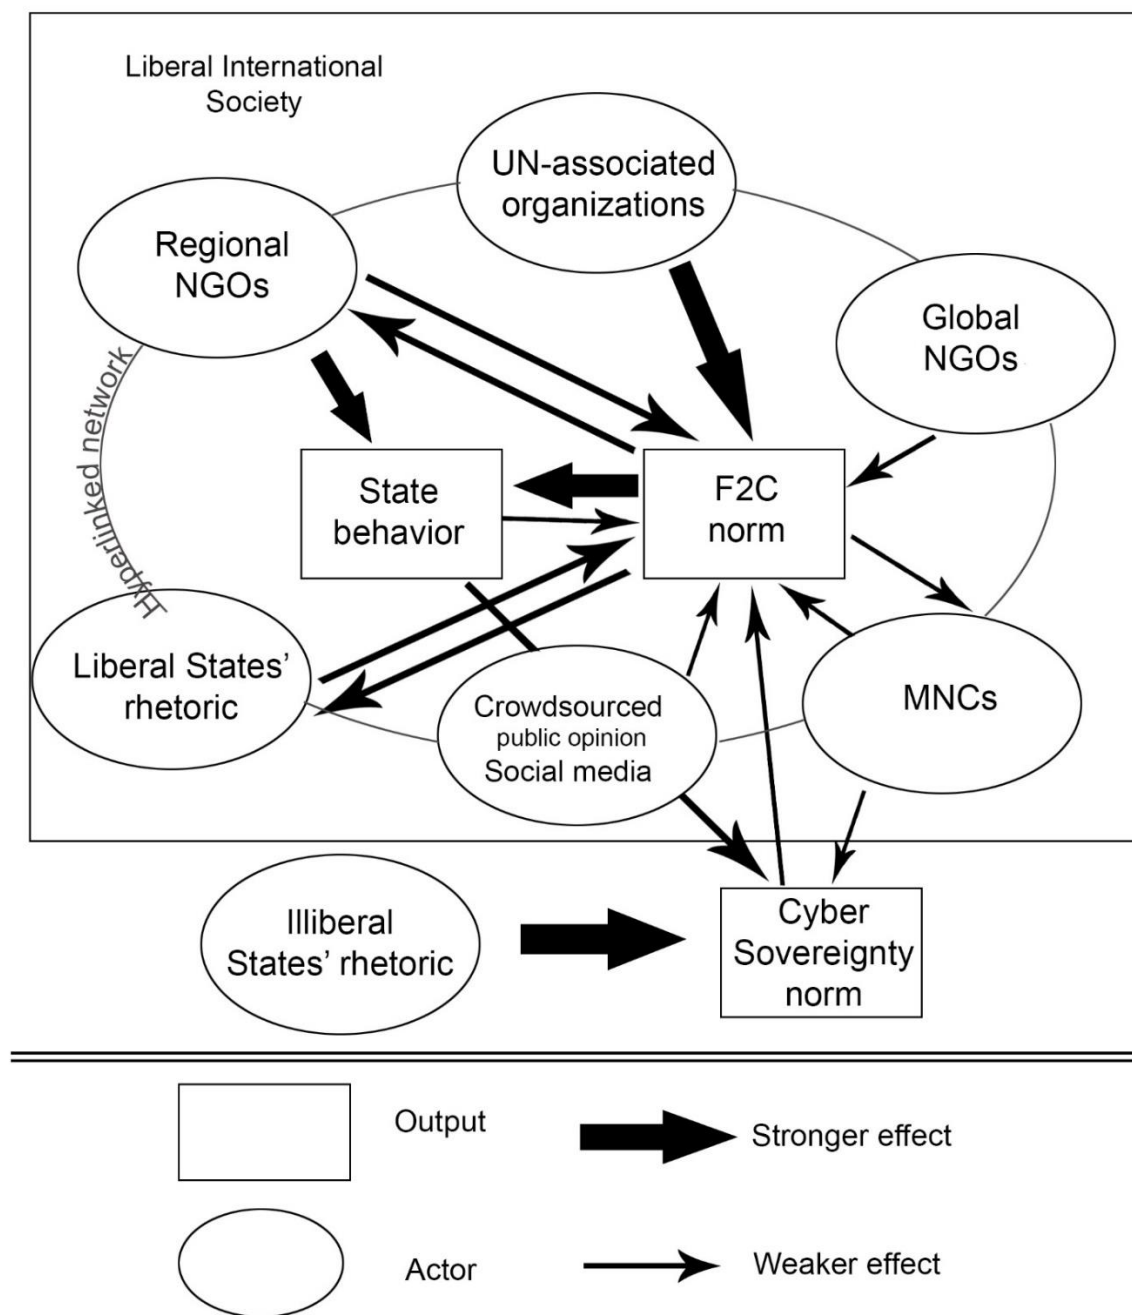 Liberal International
Society
UN-associated
organizations
Regional
NGOs
Global
NGOs
Hyperlinked network
State
behavior
F2C
norm
Liberal States’
rhetoric
Crowdsourced
public opinion
Social media
MNCs
Illiberal
States’ rhetoric
Cyber
Sovereignty
norm
Output
Stronger effect
Actor
Weaker effect